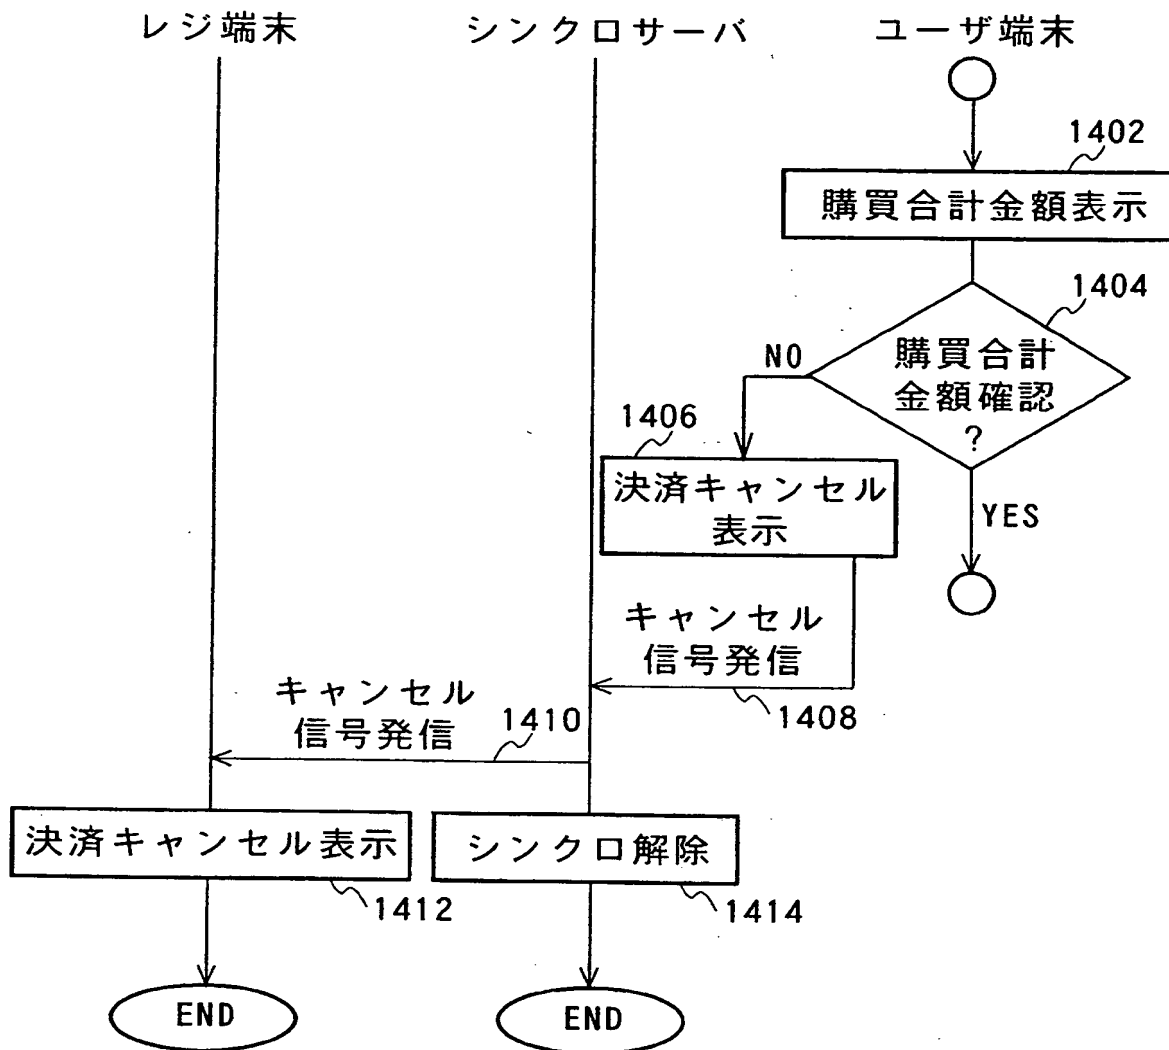 レジ端末
シンクロサーバ
ユーザ端末
1402
購買合計金額表示
1404
購買合計
金額確認
?
NO
YES
1406
決済キャンセル
表示
キャンセル
信号発信
1408
キャンセル
信号発信
1410
決済キャンセル表示
1412
シンクロ解除
1414
END
END